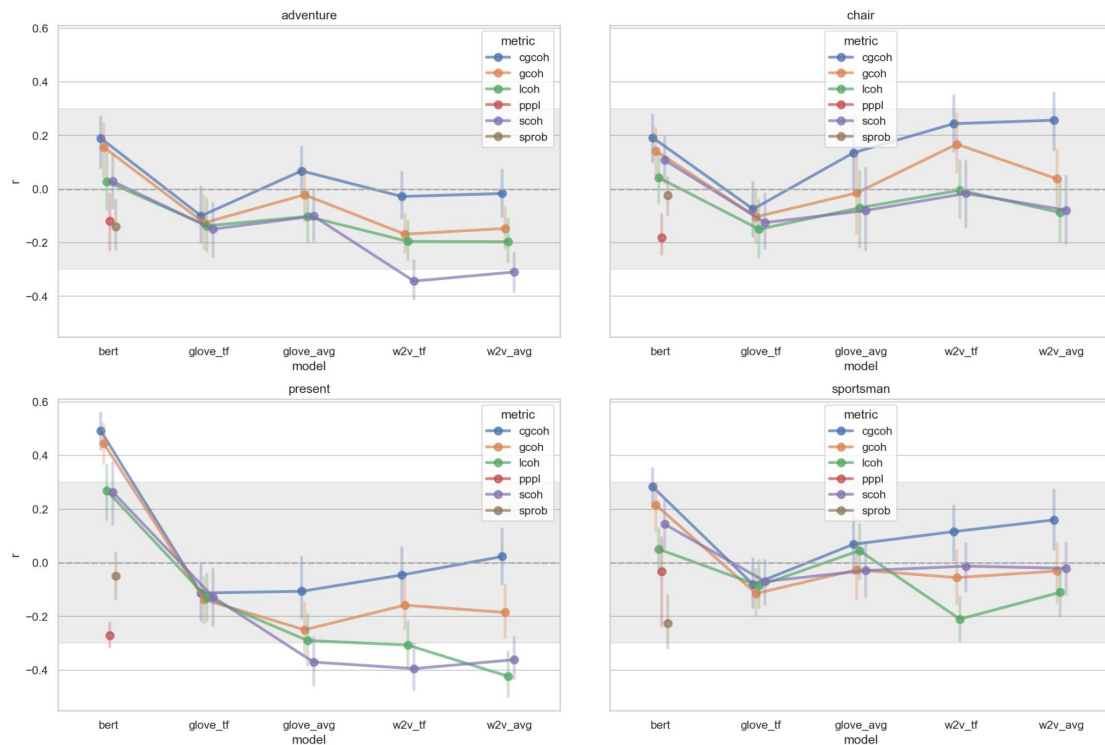 adventure
0.6
0.4
0.2
0.0
−0.2
−0.4
r
metric
cgcoh
gcoh
lcoh
pppl
scoh
sprob
bert glove_tf glove_avg w2v_tf w2v_avg
model
chair
metric
cgcoh
gcoh
lcoh
pppl
scoh
sprob
bert glove_tf glove_avg w2v_tf w2v_avg
model
present
0.6
0.4
0.2
0.0
−0.2
−0.4
r
metric
cgcoh
gcoh
lcoh
pppl
scoh
sprob
bert glove_tf glove_avg w2v_tf w2v_avg
model
sportsman
metric
cgcoh
gcoh
lcoh
pppl
scoh
sprob
bert glove_tf glove_avg w2v_tf w2v_avg
model